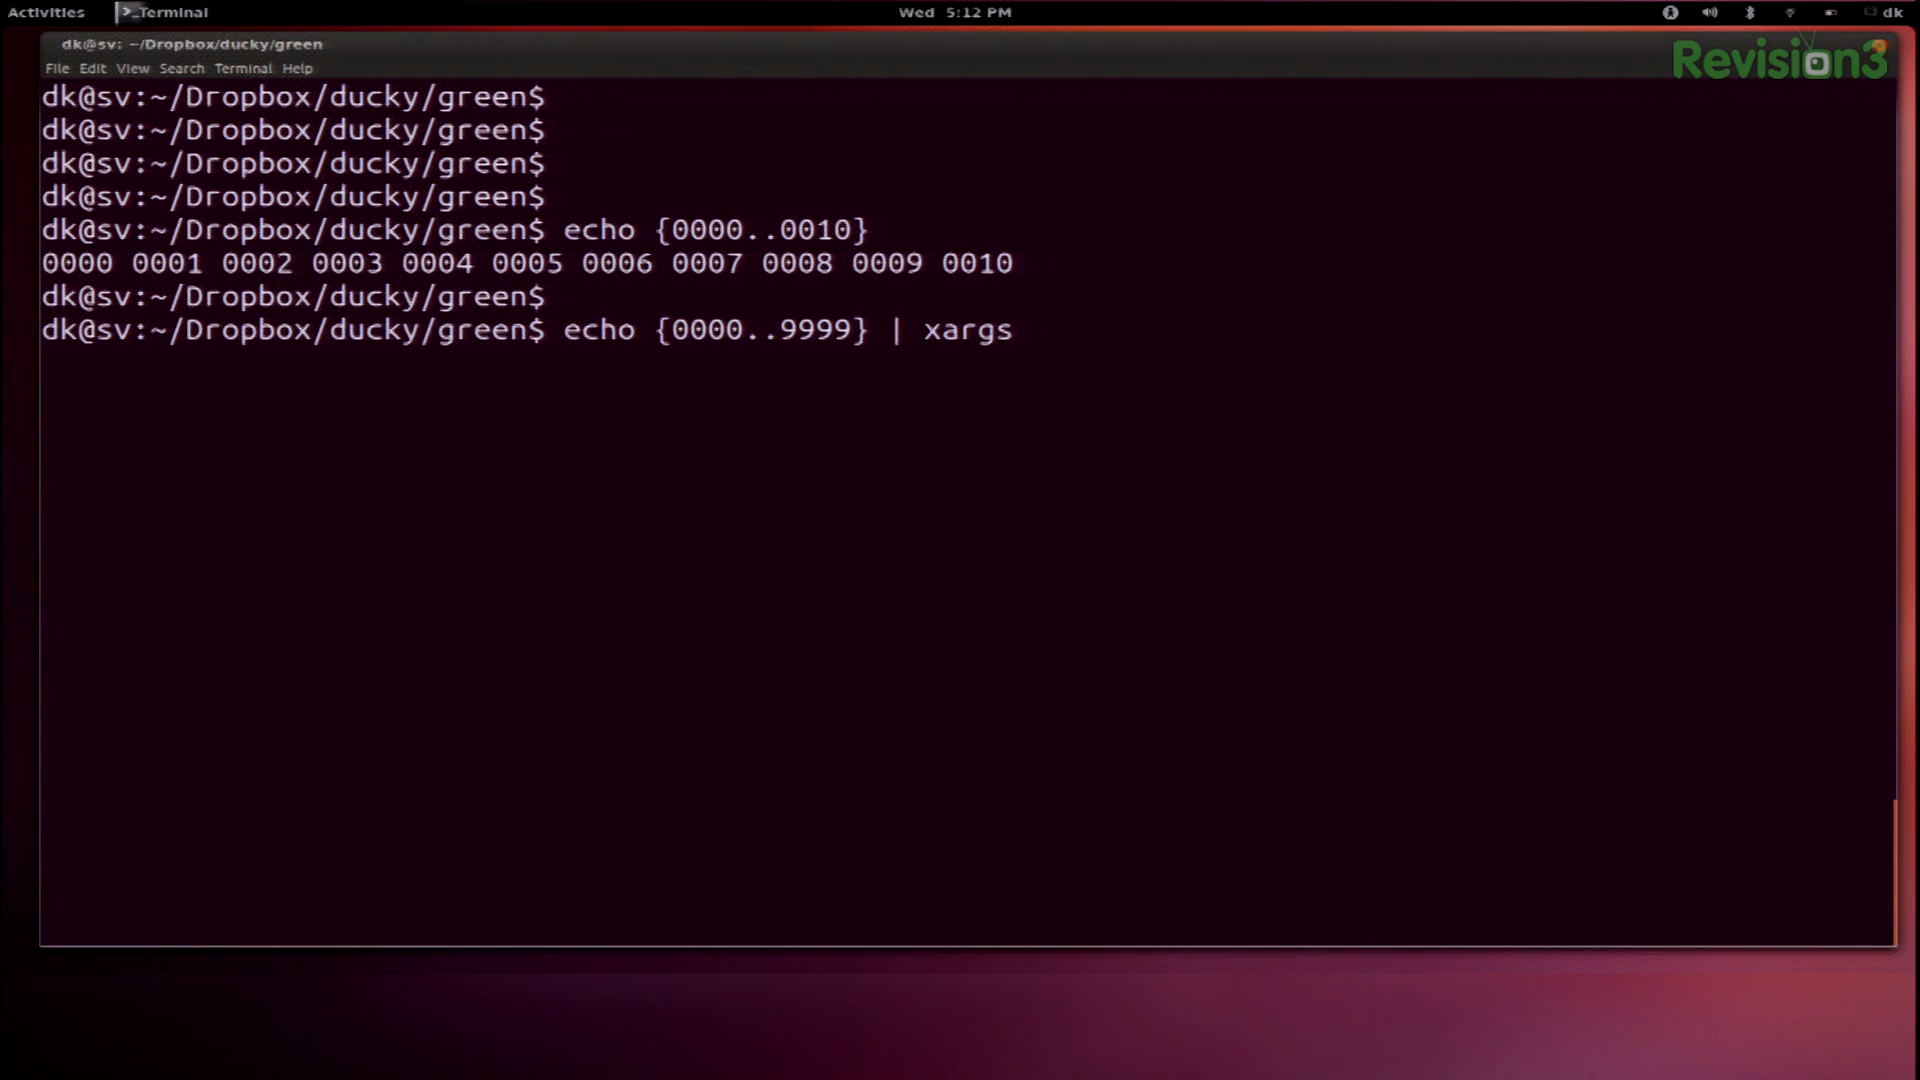 Activities >_Terminal Wed 5:12 PM dk
dk@sv: ~/Dropbox/ducky/green
Revision3
File Edit View Search Terminal Help
dk@sv:~/Dropbox/ducky/green$
dk@sv:~/Dropbox/ducky/green$
dk@sv:~/Dropbox/ducky/green$
dk@sv:~/Dropbox/ducky/green$
dk@sv:~/Dropbox/ducky/green$ echo {0000..0010}
0000 0001 0002 0003 0004 0005 0006 0007 0008 0009 0010
dk@sv:~/Dropbox/ducky/green$
dk@sv:~/Dropbox/ducky/green$ echo {0000..9999} | xargs